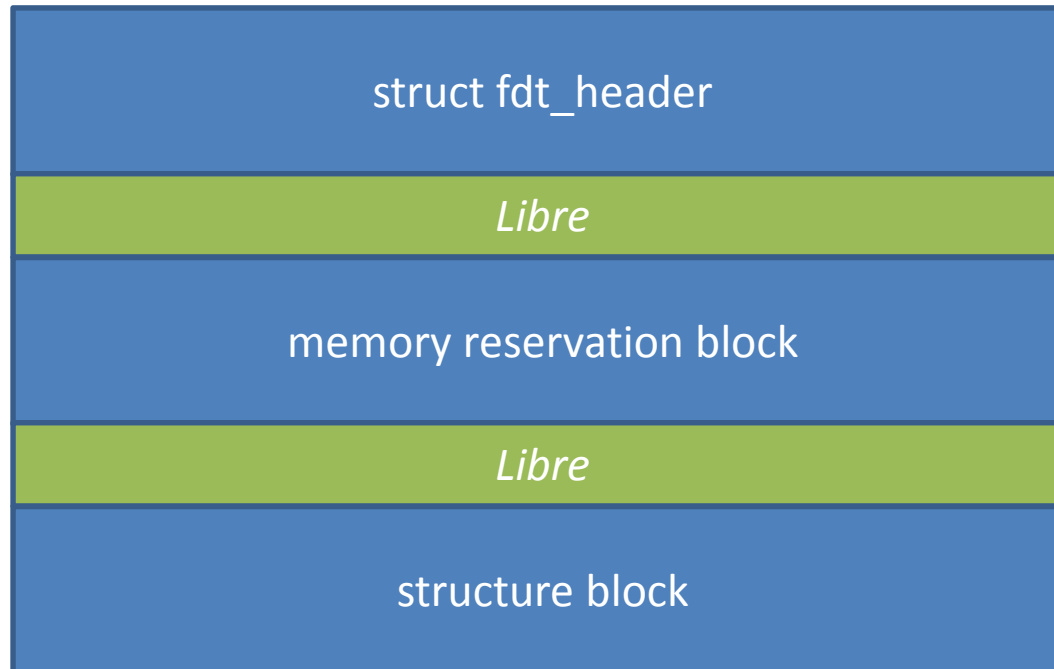 struct fdt_header
Libre
memory reservation block
Libre
structure block